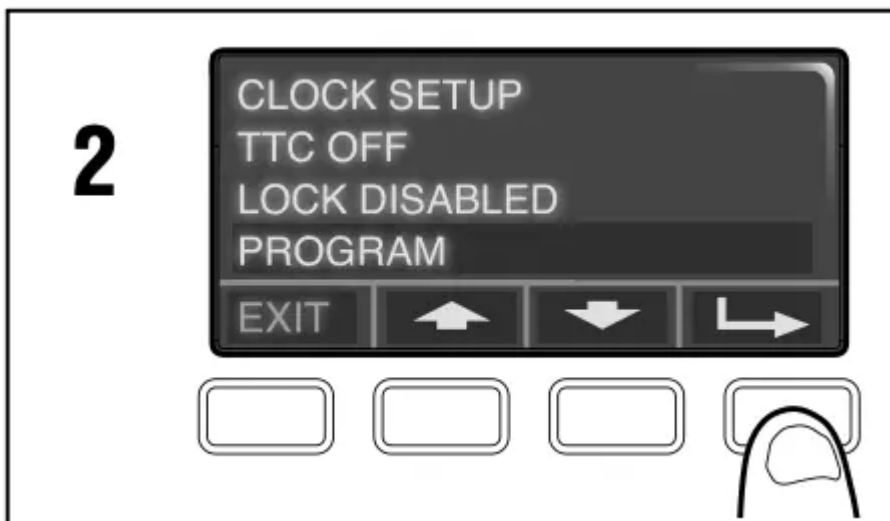 2
CLOCK SETUP
TTC OFF
LOCK DISABLED
PROGRAM
EXIT